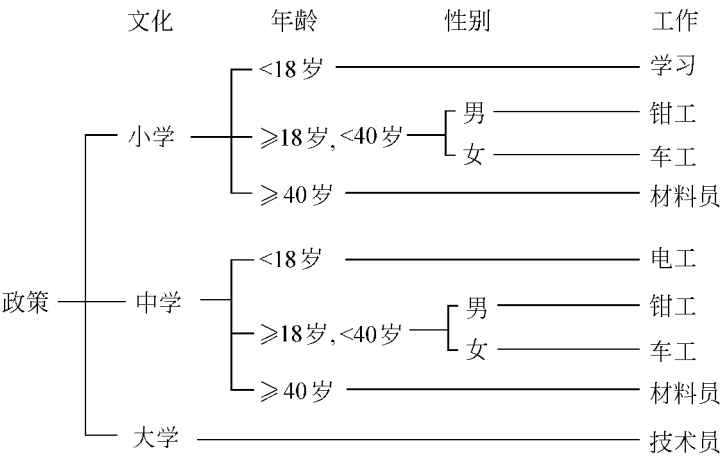 文化 年龄 性别 工作
<18岁 学习
男 钳工
小学 ≥18岁,<40岁
女 车工
≥40岁 材料员
<18岁 电工
政策 中学 男 钳工
≥18岁,<40岁
女 车工
≥40岁 材料员
大学 技术员